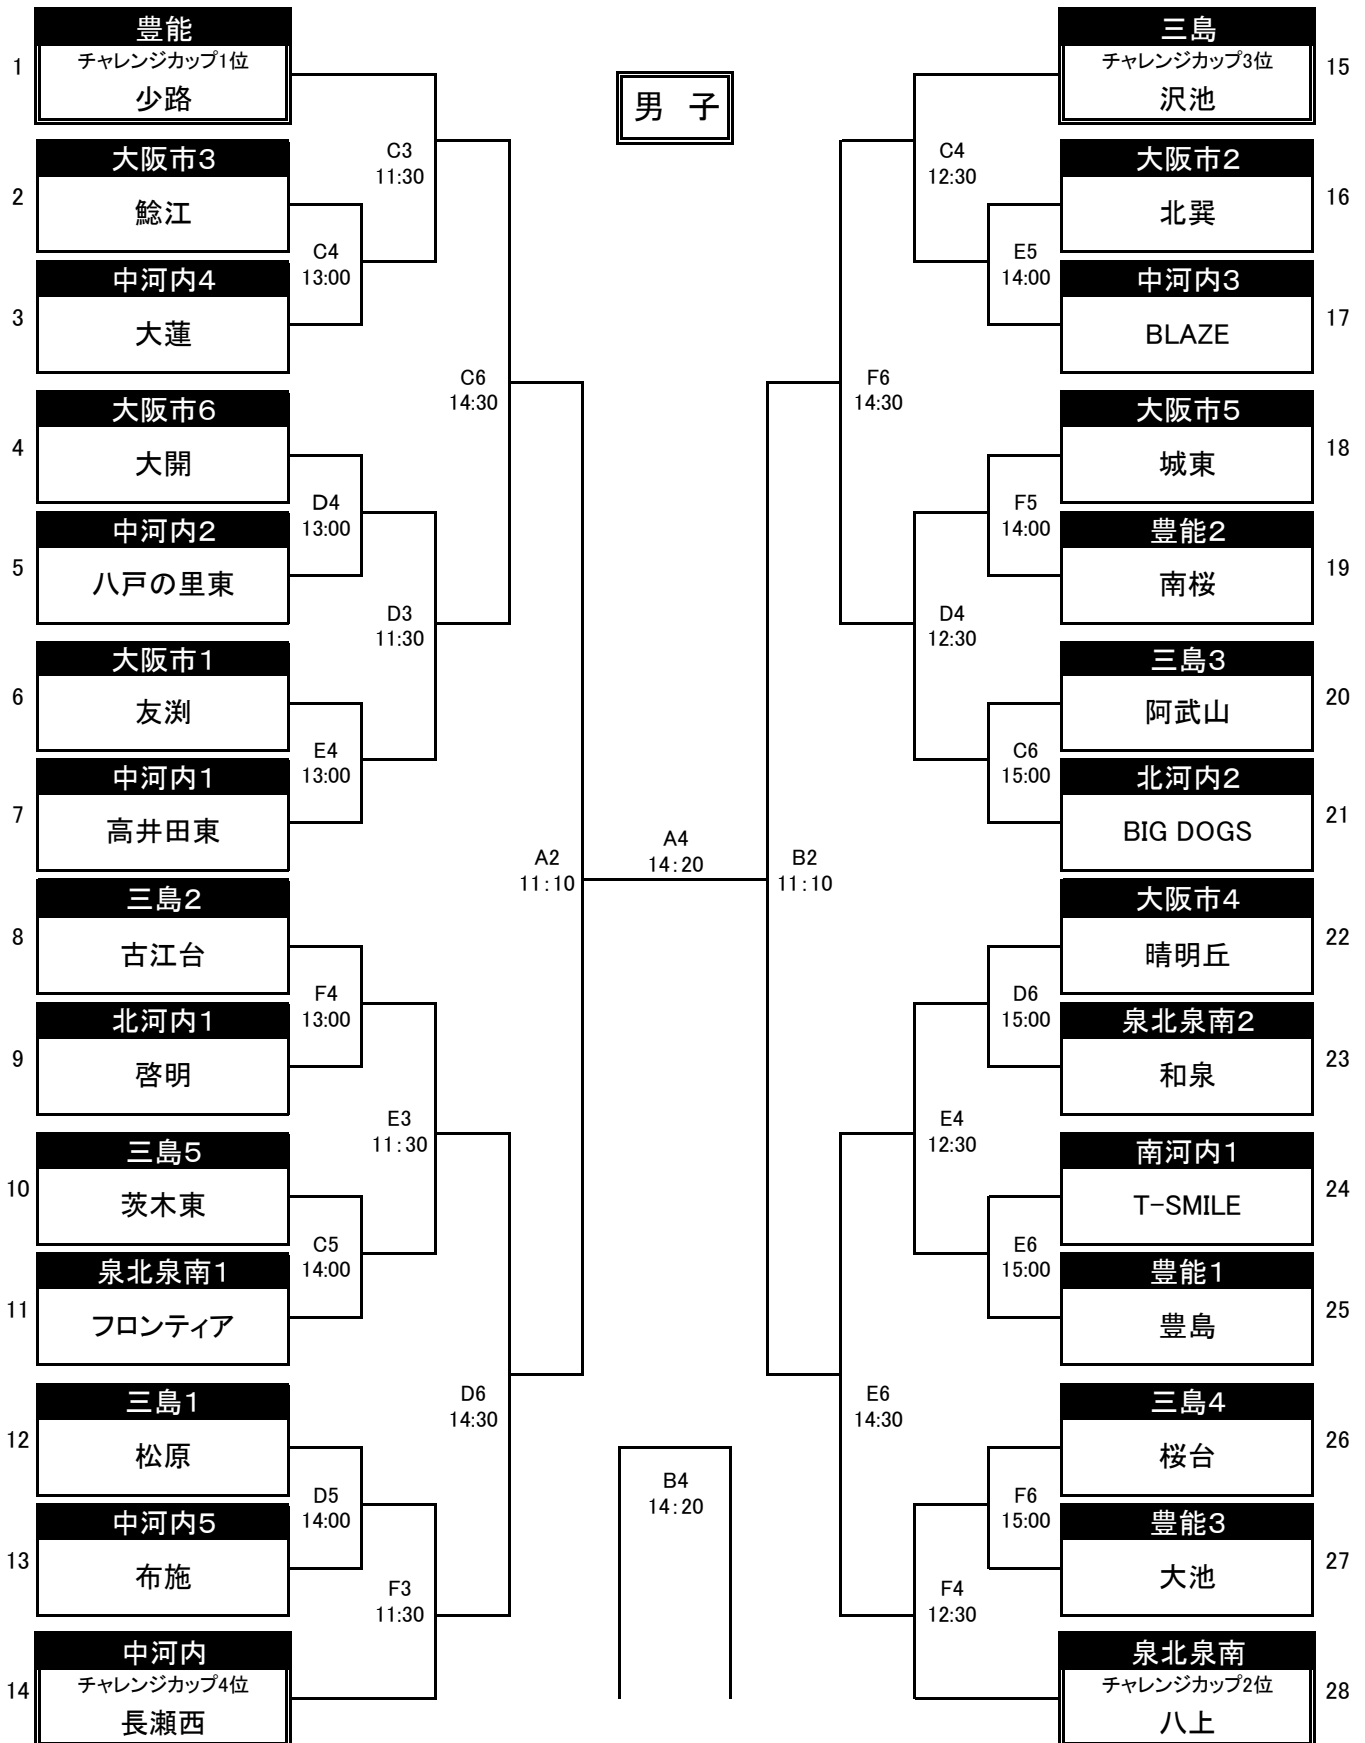 男 子
1
豊能
チャレンジカップ1位
少路
2
大阪市3
鯰江
3
中河内4
大蓮
4
大阪市6
大開
5
中河内2
八戸の里東
6
大阪市1
友渕
7
中河内1
高井田東
8
三島2
古江台
9
北河内1
啓明
10
三島5
茨木東
11
泉北泉南1
フロンティア
12
三島1
松原
13
中河内5
布施
14
中河内
チャレンジカップ4位
長瀬西
C4
13:00
D4
13:00
E4
13:00
F4
13:00
C5
14:00
D5
14:00
C3
11:30
D3
11:30
E3
11:30
F3
11:30
C6
14:30
D6
14:30
A2
11:10
A4
14:20
B4
14:20
B2
11:10
F6
14:30
E6
14:30
C4
12:30
D4
12:30
E4
12:30
F4
12:30
E5
14:00
F5
14:00
C6
15:00
D6
15:00
E6
15:00
F6
15:00
三島
チャレンジカップ3位
沢池
15
大阪市2
北巽
16
中河内3
BLAZE
17
大阪市5
城東
18
豊能2
南桜
19
三島3
阿武山
20
北河内2
BIG DOGS
21
大阪市4
晴明丘
22
泉北泉南2
和泉
23
南河内1
T-SMILE
24
豊能1
豊島
25
三島4
桜台
26
豊能3
大池
27
泉北泉南
チャレンジカップ2位
八上
28